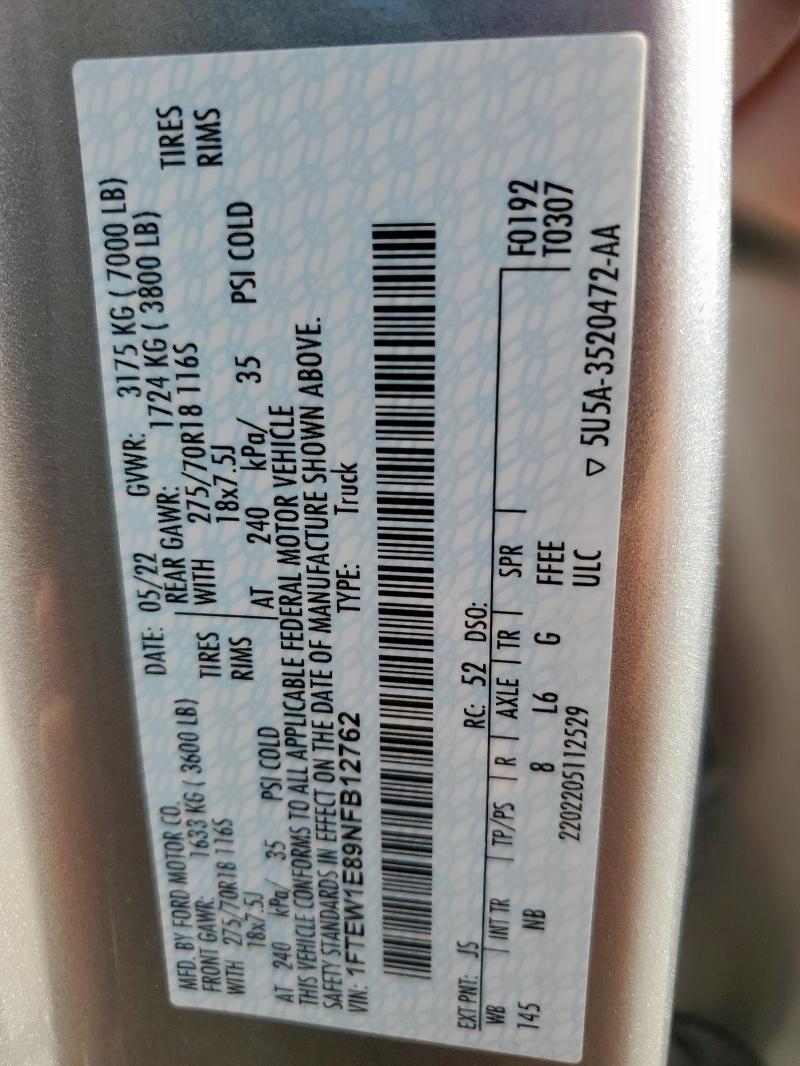 MFD. BY FORD MOTOR CO.
DATE: 05/22 GVWR: 3175 KG ( 7000 LB)
FRONT GAWR: 1633 KG ( 3600 LB)
REAR GAWR: 1724 KG ( 3800 LB)
WITH 275/70R18 116S TIRES
18x7.5J RIMS
AT 240 kPa/ 35 PSI COLD
WITH 275/70R18 116S TIRES
18x7.5J RIMS
AT 240 kPa/ 35 PSI COLD
THIS VEHICLE CONFORMS TO ALL APPLICABLE FEDERAL MOTOR VEHICLE
SAFETY STANDARDS IN EFFECT ON THE DATE OF MANUFACTURE SHOWN ABOVE.
VIN: 1FTEW1E89NFB12762 TYPE: Truck
EXT PNT: JS RC: 52 DSO:
WB INT TR TP/PS R AXLE TR SPR F0192
145 NB 8 L6 G FFEE T0307
2202205112529 ULC
▽ 5U5A-3520472-AA